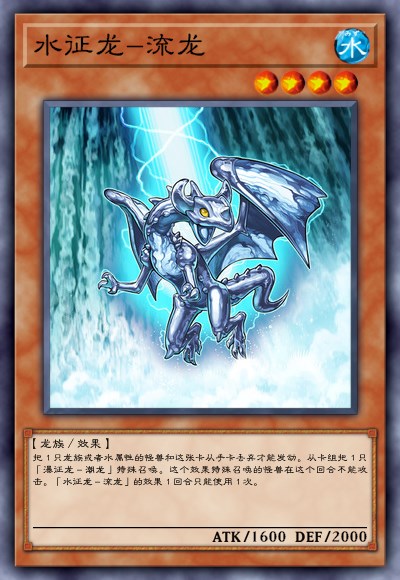 水征龙－流龙
水
【龙族／效果】
把1只龙族或者水属性的怪兽和这张卡从手卡丢弃才能发动。从卡组把1只
「瀑征龙－潮龙」特殊召唤。这个效果特殊召唤的怪兽在这个回合不能攻
击。「水征龙－流龙」的效果1回合只能使用1次。
ATK/1600 DEF/2000